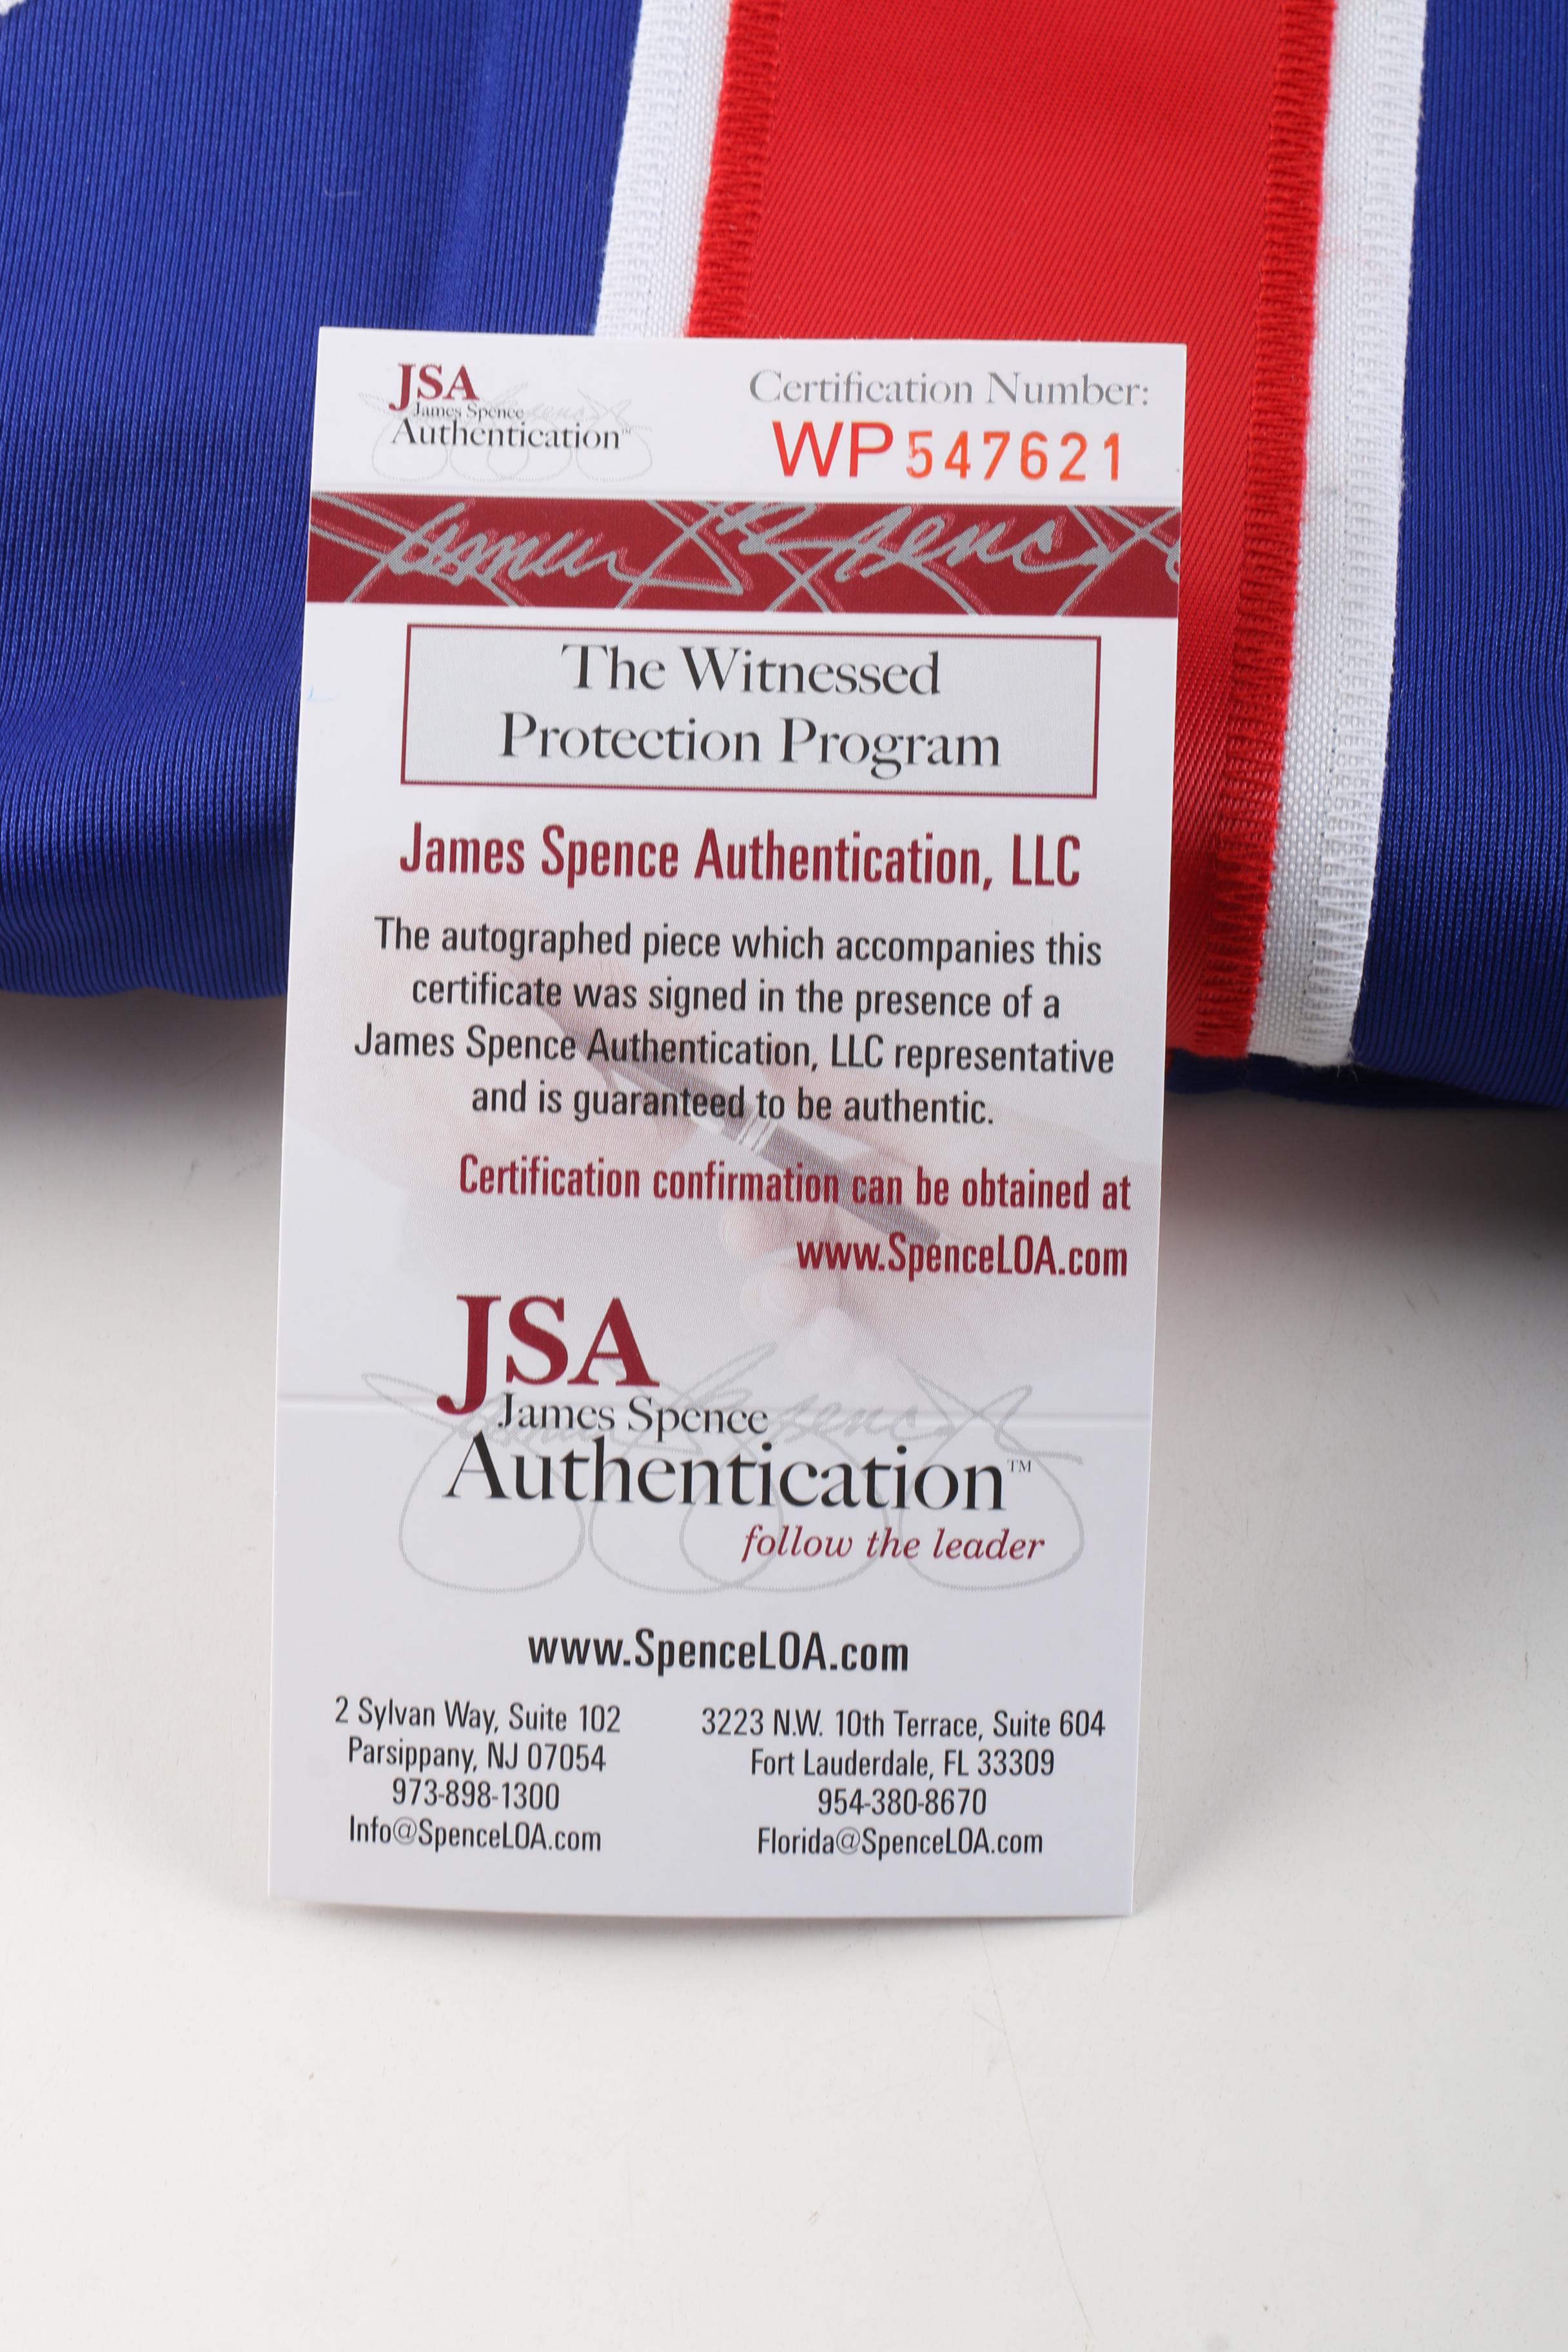 JSA
James Spence
Authentication™
Certification Number:
WP547621
The Witnessed
Protection Program
James Spence Authentication, LLC
The autographed piece which accompanies this
certificate was signed in the presence of a
James Spence Authentication, LLC representative
and is guaranteed to be authentic.
Certification confirmation can be obtained at
www.SpenceLOA.com
JSA
James Spence
Authentication™
follow the leader
www.SpenceLOA.com
2 Sylvan Way, Suite 102
Parsippany, NJ 07054
973-898-1300
Info@SpenceLOA.com
3223 N.W. 10th Terrace, Suite 604
Fort Lauderdale, FL 33309
954-380-8670
Florida@SpenceLOA.com